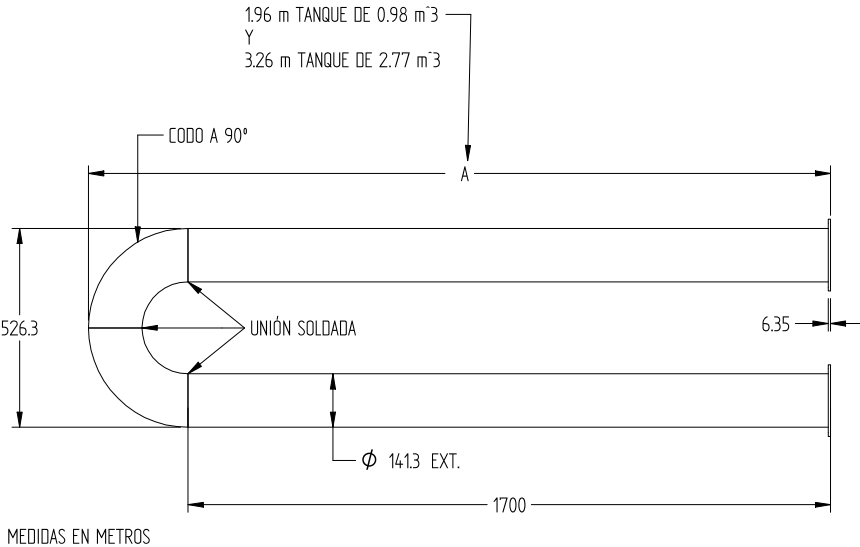 1.96 m TANQUE DE 0.98 m^3
Y
3.26 m TANQUE DE 2.77 m^3
CODO A 90°
A
526.3
UNIÓN SOLDADA
6.35
Ø 141.3 EXT.
1700
MEDIDAS EN METROS